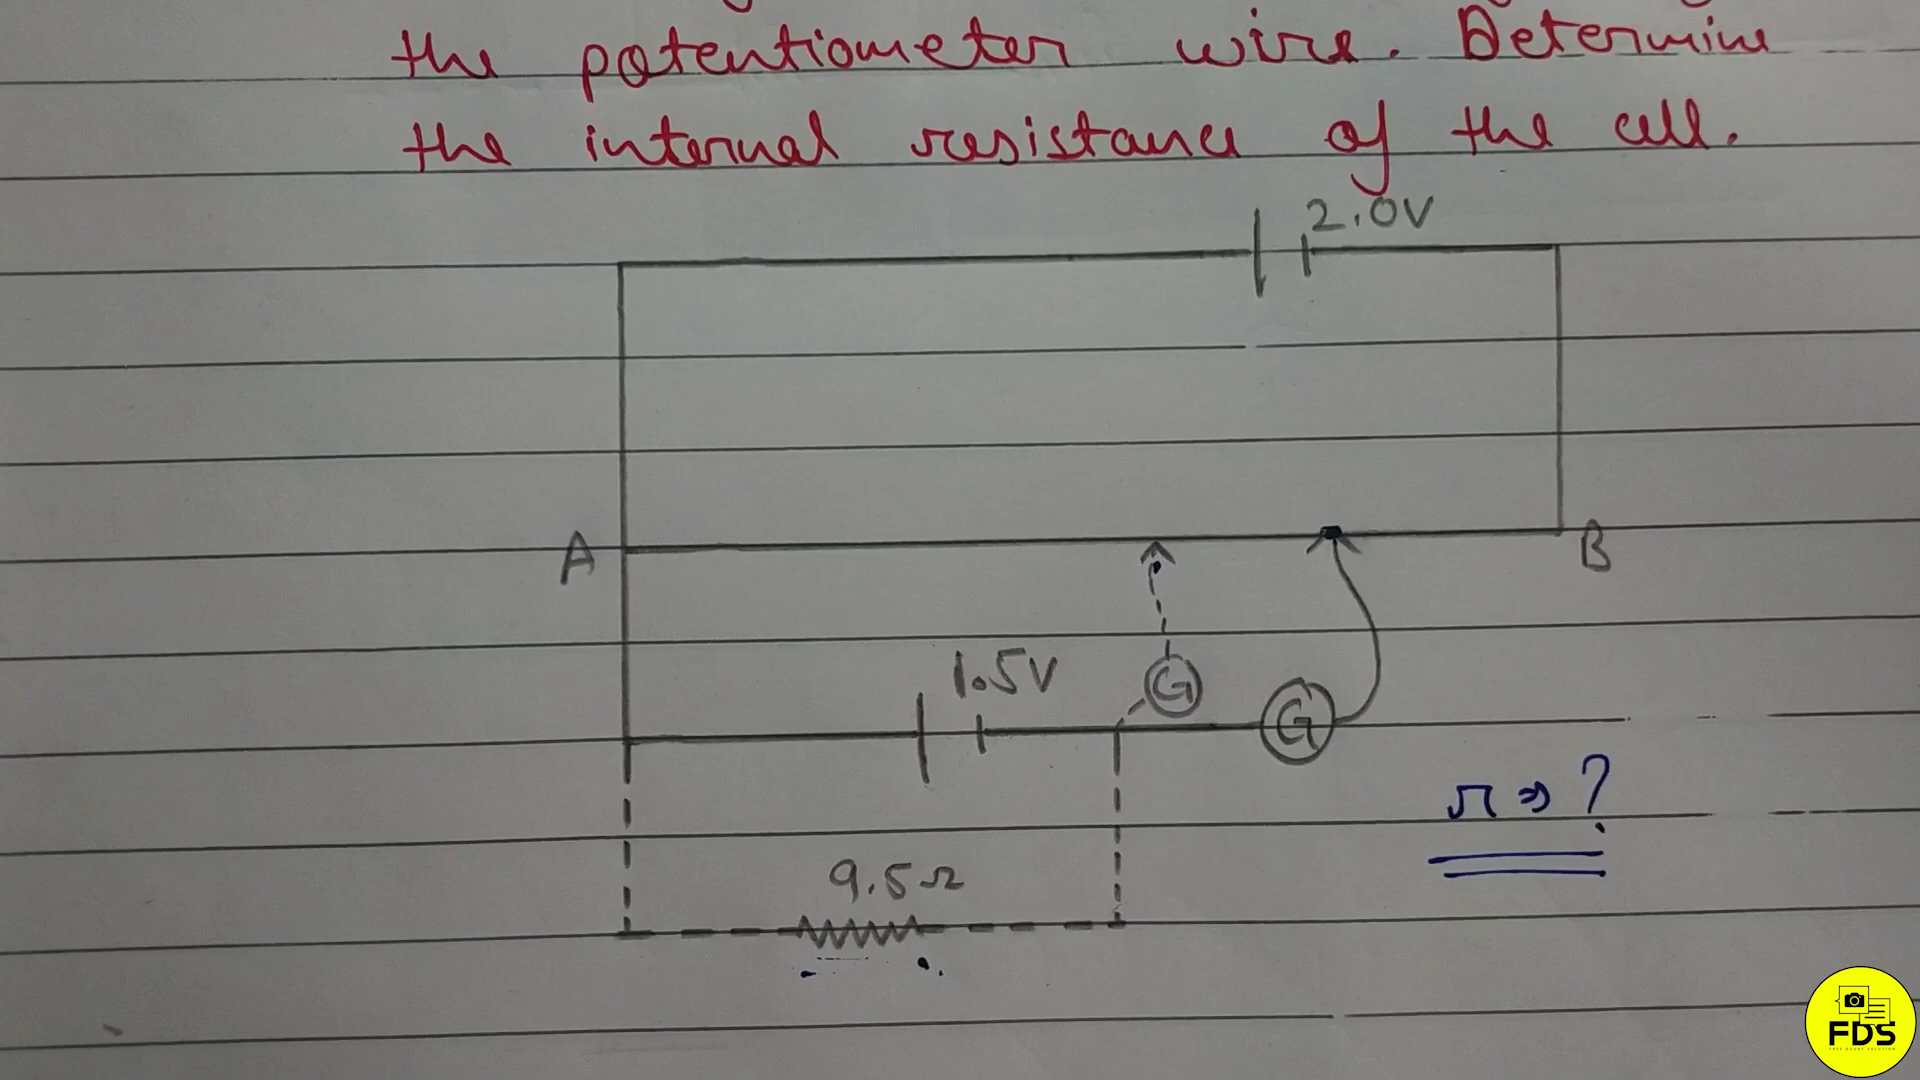 the potentiometer wire. Determine
the internal resistance of the cell.
2.0V
A
B
1.5V
G
G
r ⇒ ?
9.5Ω
FDS